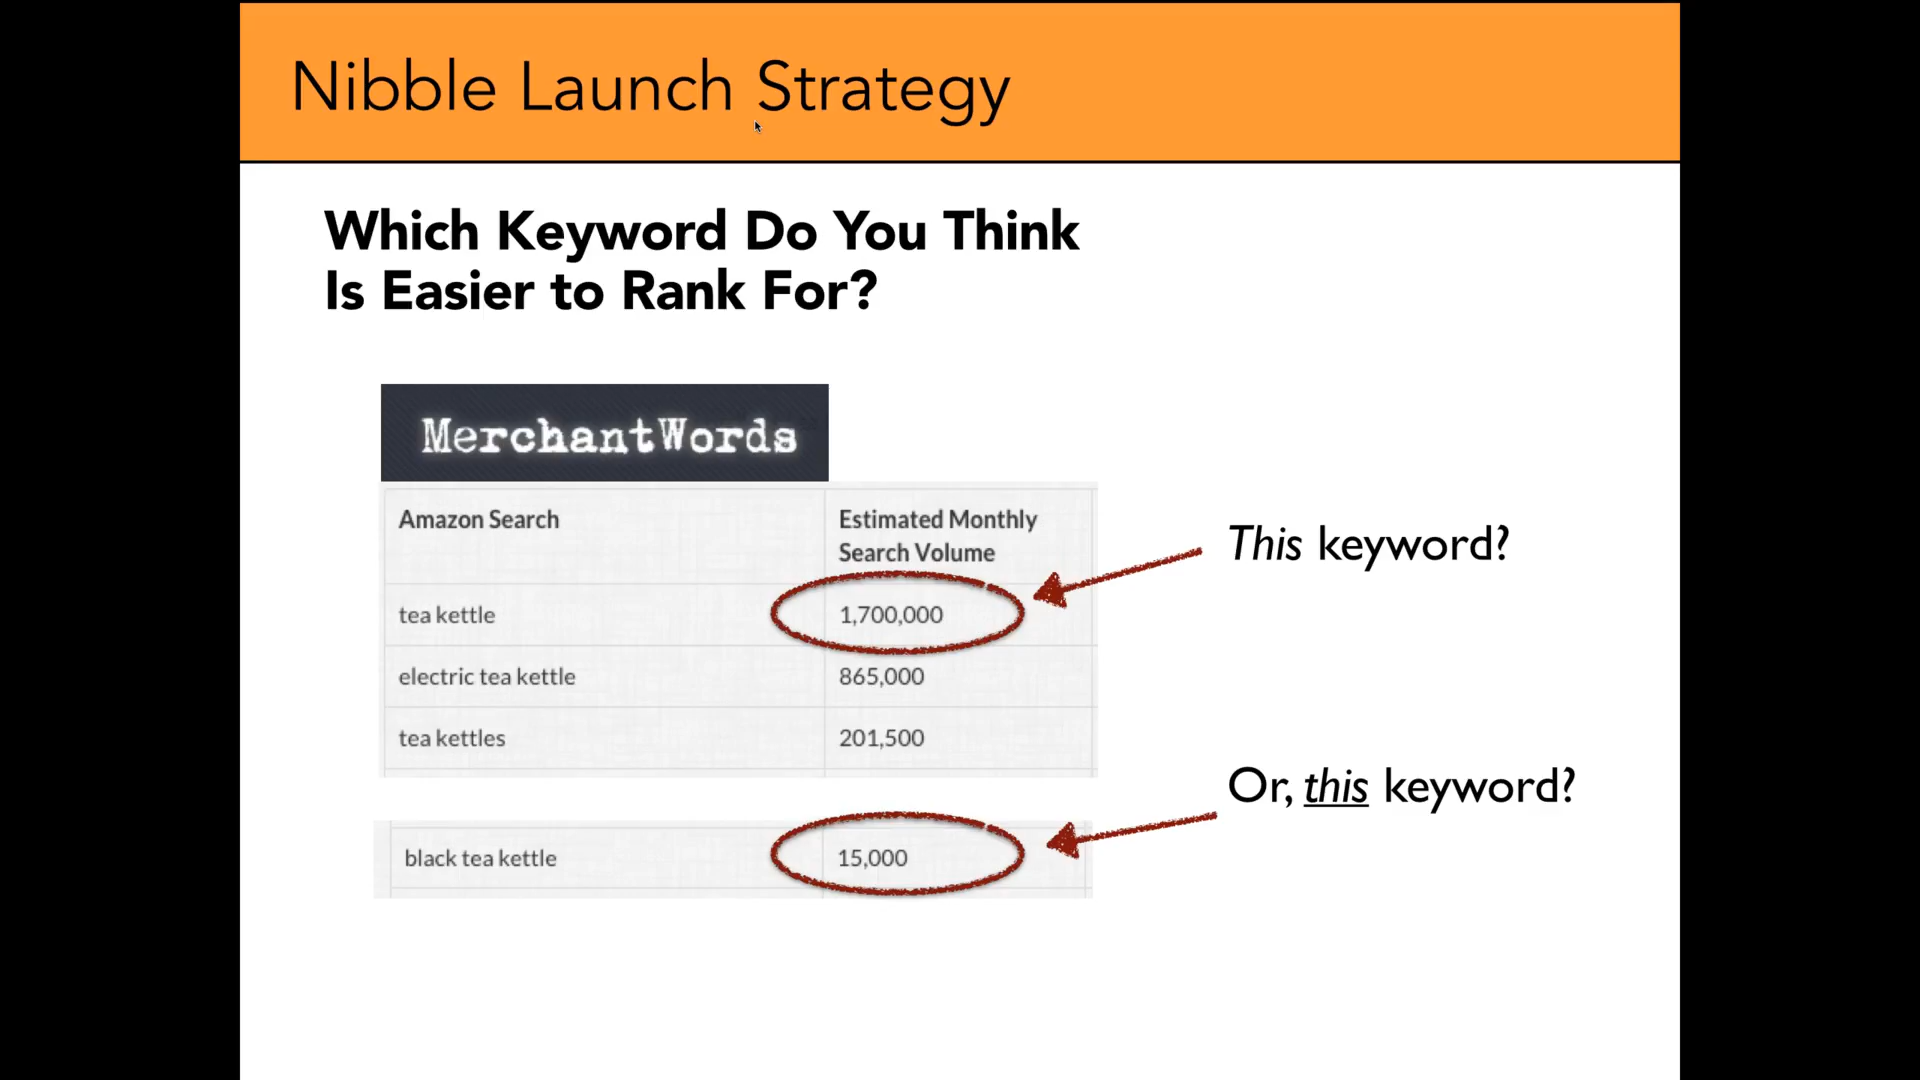 Nibble Launch Strategy
Which Keyword Do You Think
Is Easier to Rank For?
MerchantWords
Amazon Search
Estimated Monthly
Search Volume
This keyword?
tea kettle
1,700,000
electric tea kettle
865,000
tea kettles
201,500
Or, this keyword?
black tea kettle
15,000